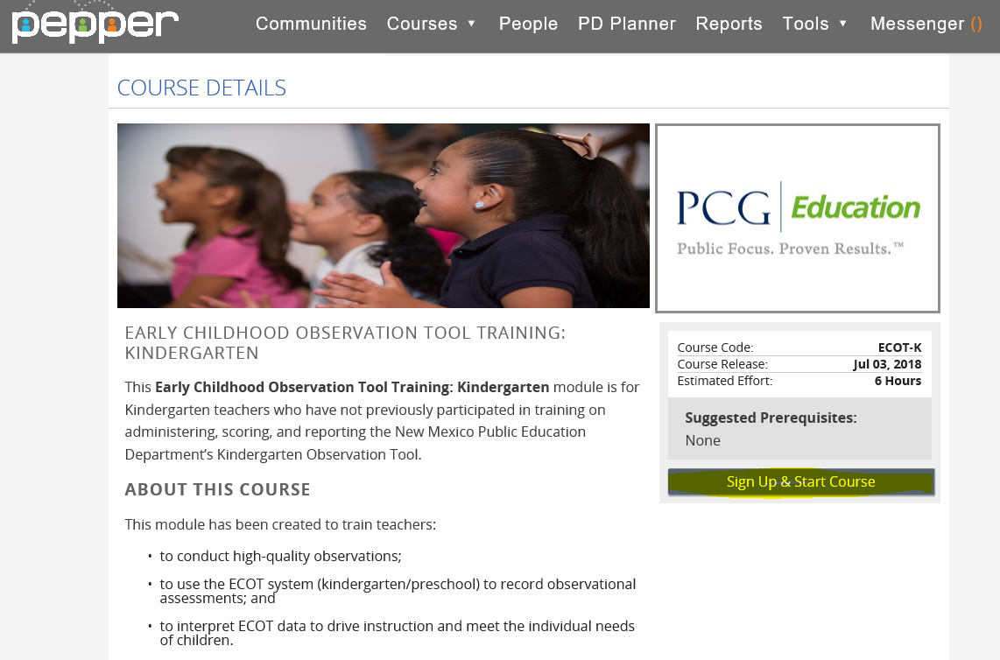 pepper
Communities Courses ▼ People PD Planner Reports Tools ▼ Messenger ()
COURSE DETAILS
PCG Education
Public Focus. Proven Results.™
EARLY CHILDHOOD OBSERVATION TOOL TRAINING:
KINDERGARTEN
This Early Childhood Observation Tool Training: Kindergarten module is for
Kindergarten teachers who have not previously participated in training on
administering, scoring, and reporting the New Mexico Public Education
Department’s Kindergarten Observation Tool.
ABOUT THIS COURSE
This module has been created to train teachers:
• to conduct high-quality observations;
• to use the ECOT system (kindergarten/preschool) to record observational
assessments; and
• to interpret ECOT data to drive instruction and meet the individual needs
of children.
Course Code: ECOT-K
Course Release: Jul 03, 2018
Estimated Effort: 6 Hours
Suggested Prerequisites:
None
Sign Up & Start Course